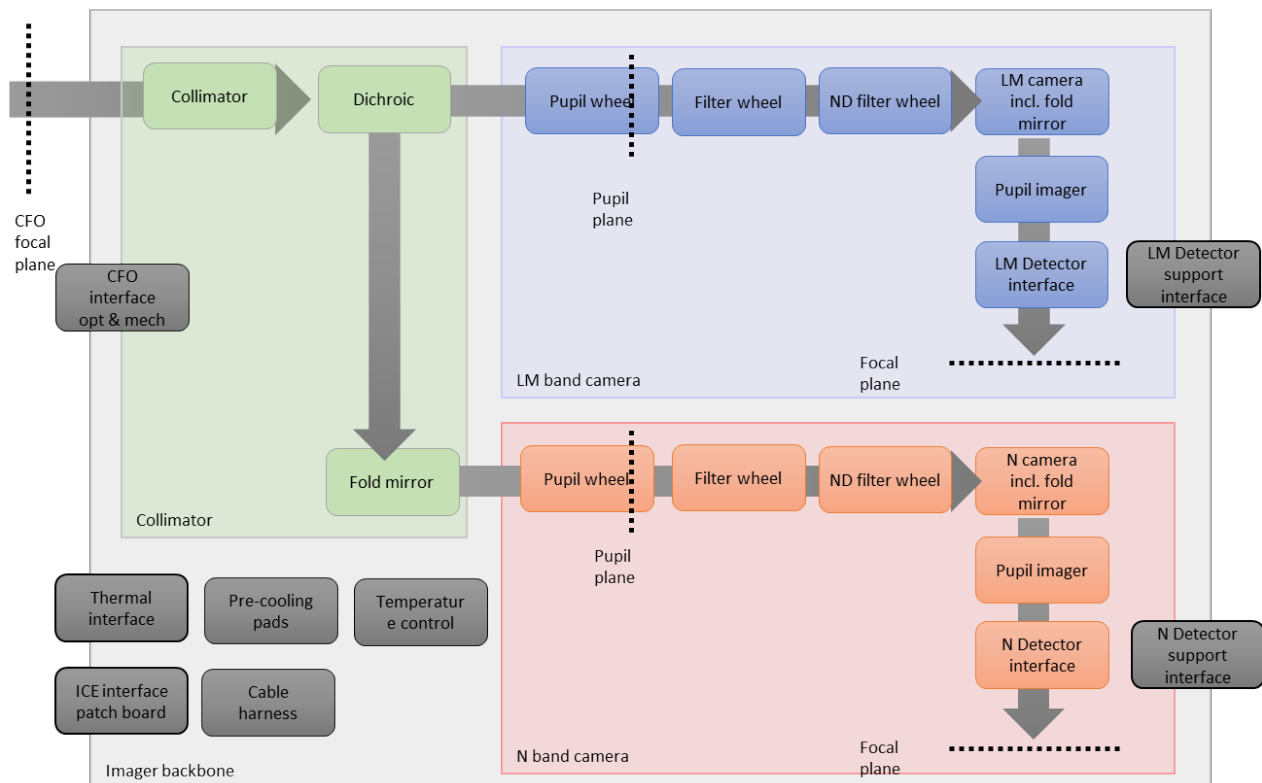 Collimator
Dichroic
Pupil wheel
Filter wheel
ND filter wheel
LM camera
incl. fold
mirror
Pupil
plane
Pupil imager
CFO
focal
plane
CFO
interface
opt & mech
LM Detector
interface
LM Detector
support
interface
Focal
plane
LM band camera
Fold mirror
Collimator
Pupil wheel
Filter wheel
ND filter wheel
N camera
incl. fold
mirror
Pupil
plane
Pupil imager
Thermal
interface
Pre-cooling
pads
Temperatur
e control
N Detector
interface
N Detector
support
interface
ICE interface
patch board
Cable
harness
Focal
plane
N band camera
Imager backbone